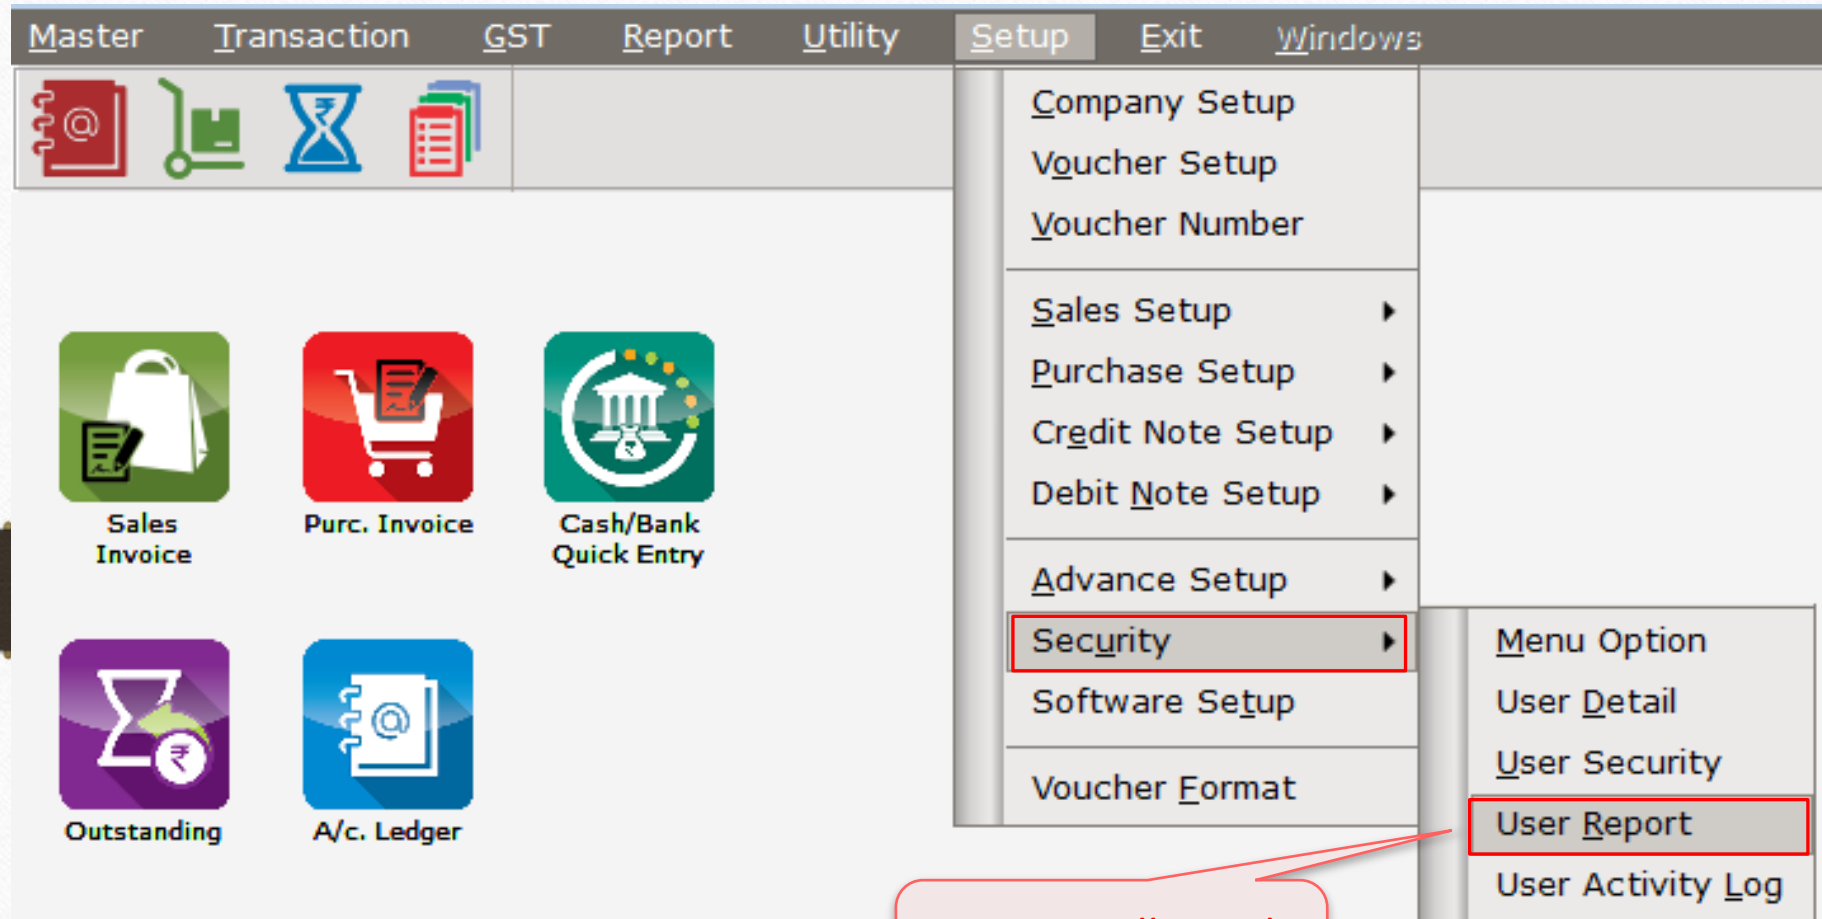 Master Transaction GST Report Utility Setup Exit Windows
Company Setup
Voucher Setup
Voucher Number
Sales Setup
Purchase Setup
Credit Note Setup
Debit Note Setup
Advance Setup
Security
Software Setup
Voucher Format
Menu Option
User Detail
User Security
User Report
User Activity Log
Sales
Invoice
Purc. Invoice
Cash/Bank
Quick Entry
Outstanding
A/c. Ledger